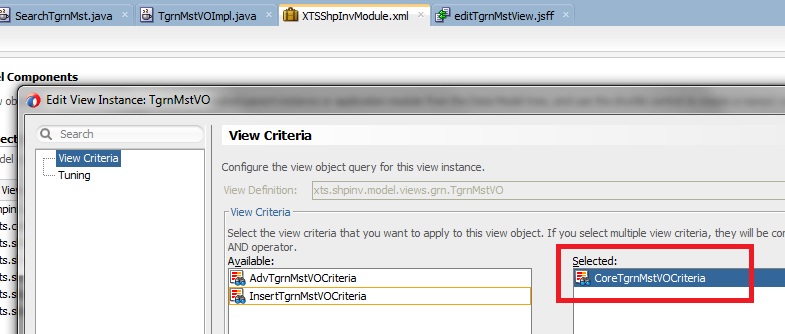 SearchTgrnMst.java
TgrnMstVOImpl.java
XTSShpInvModule.xml
editTgrnMstView.jsff
el Components
Edit View Instance: TgrnMstVO
Search
View Criteria
Tuning
View Criteria
Configure the view object query for this view instance.
View Definition: xts.shpinv.model.views.grn.TgrnMstVO
View Criteria
Select the view criteria that you want to apply to this view object. If you select multiple view criteria, they will be co
AND operator.
Available:
AdvTgrnMstVOCriteria
InsertTgrnMstVOCriteria
Selected:
CoreTgrnMstVOCriteria